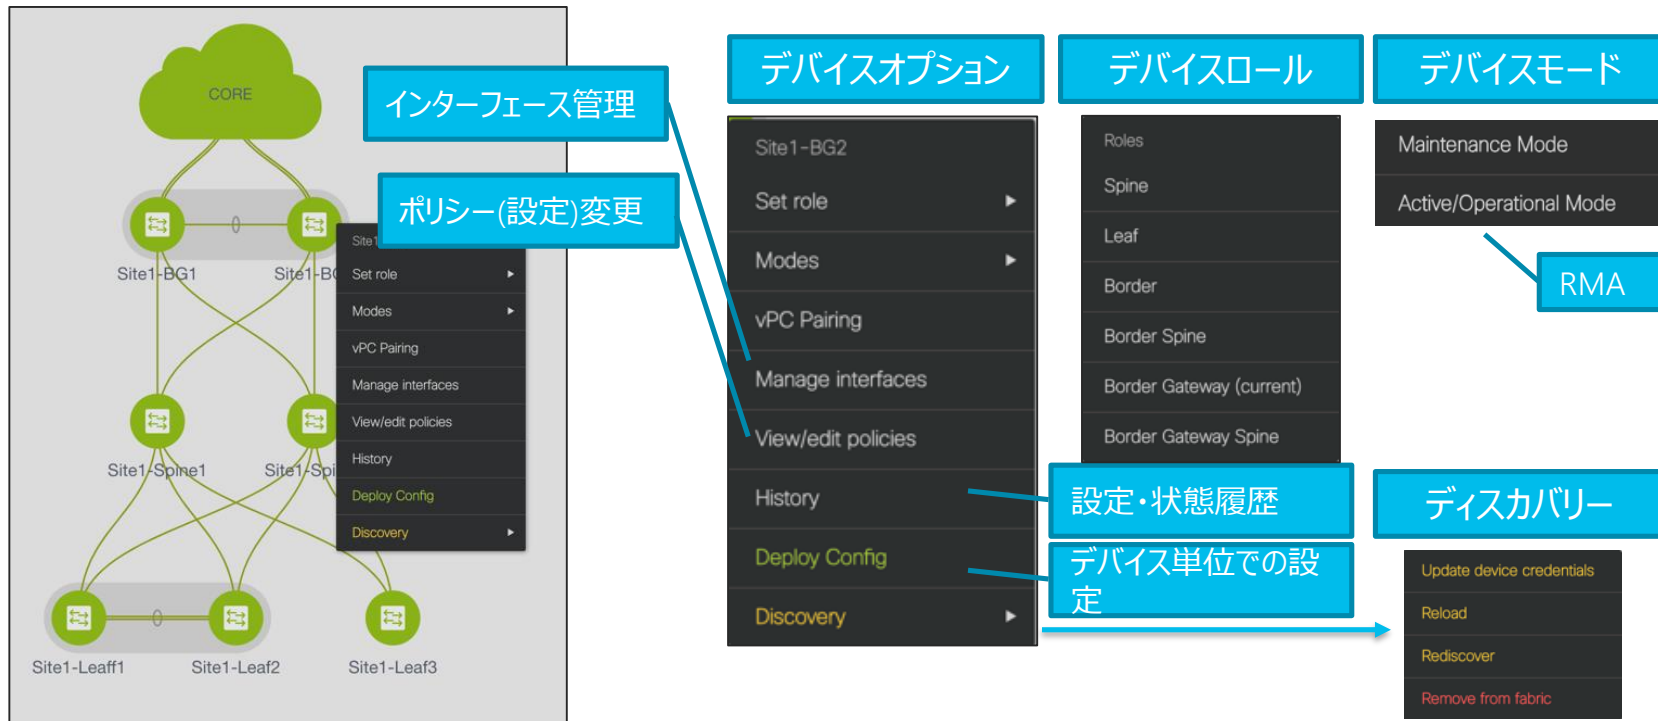 CORE
インターフェース管理
ポリシー(設定)変更
Site1-BG1
Site1-BG
Site1
Set role
Modes
vPC Pairing
Manage interfaces
View/edit policies
History
Deploy Config
Discovery
Site1-Spine1
Site1-Spi
Site1-Leaff1
Site1-Leaf2
Site1-Leaf3
デバイスオプション
Site1-BG2
Set role
Modes
vPC Pairing
Manage interfaces
View/edit policies
History
Deploy Config
Discovery
設定・状態履歴
デバイス単位での設
定
デバイスロール
Roles
Spine
Leaf
Border
Border Spine
Border Gateway (current)
Border Gateway Spine
デバイスモード
Maintenance Mode
Active/Operational Mode
RMA
ディスカバリー
Update device credentials
Reload
Rediscover
Remove from fabric